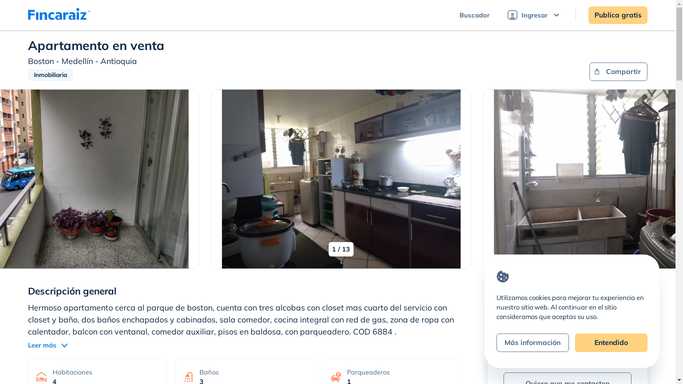 Fincaraiz
Buscador
Ingresar
Publica gratis
Apartamento en venta
Boston - Medellín - Antioquia
Inmobiliaria
Compartir
1 / 13
Descripción general
Hermoso apartamento cerca al parque de boston, cuenta con tres alcobas con closet mas cuarto del servicio con
closet y baño, dos baños enchapados y cabinados, sala comedor, cocina integral con red de gas, zona de ropa con
calentador, balcon con ventanal, comedor auxiliar, pisos en baldosa, con parqueadero. COD 6884 .
Leer más
Habitaciones
4
Baños
3
Parqueaderos
1
Utilizamos cookies para mejorar tu experiencia en
nuestro sitio web. Al continuar en el sitio
consideramos que aceptas su uso.
Más información
Entendido
Quiero que me contacten